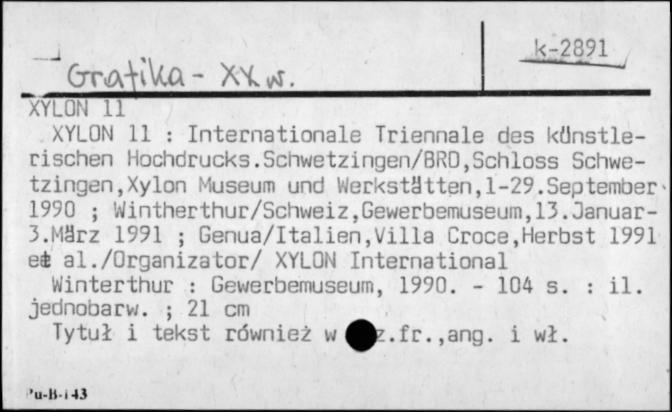 k-2891
Grafika - XX w.
XYLON 11
XYLON 11 : Internationale Triennale des künstle-
rischen Hochdrucks.Schwetzingen/BRD,Schloss Schwe-
tzingen,Xylon Museum und Werkstätten,1-29.September
1990 ; Wintherthur/Schweiz,Gewerbemuseum,13.Januar-
3.März 1991 ; Genua/Italien,Villa Croce,Herbst 1991
et al./Organizator/ XYLON International
Winterthur : Gewerbemuseum, 1990. - 104 s. : il.
jednobarw. ; 21 cm
Tytuł i tekst również w z.fr.,ang. i wł.
Pu-B-143